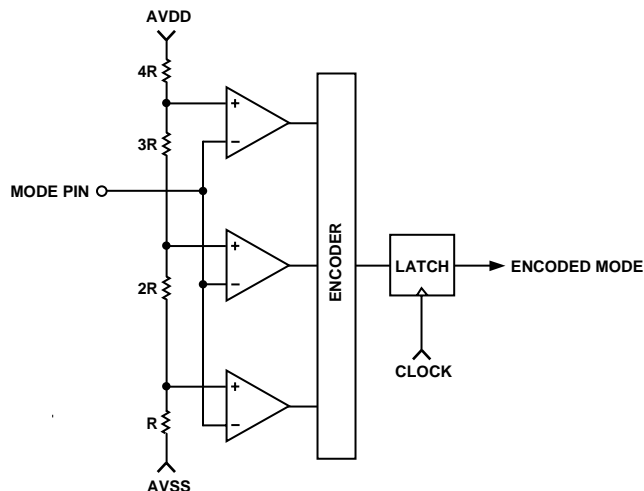 AVDD
4R
+
3R
−
MODE PIN
+
2R
−
ENCODER
LATCH
ENCODED MODE
CLOCK
+
R
−
AVSS